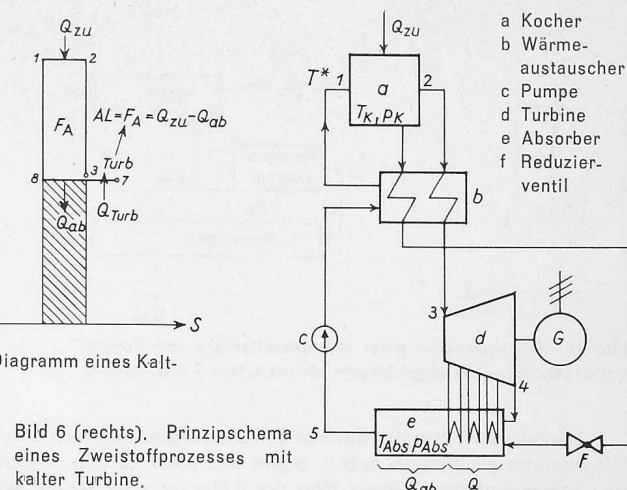 Q_zu
1 2
F_A
AL=F_A=Q_zu-Q_ab
Turb
3
8 7
Q_ab
Q_Turb
S
Diagramm eines Kalt-
Q_zu
T* 1 a 2
T_K, p_K
b
3
d
G
4
c
5
e
T_Abs p_Abs
F
Q_ab Q
a Kocher
b Wärme-
austauscher
c Pumpe
d Turbine
e Absorber
f Reduzier-
ventil
Bild 6 (rechts). Prinzipschema
eines Zweistoffprozesses mit
kalter Turbine.